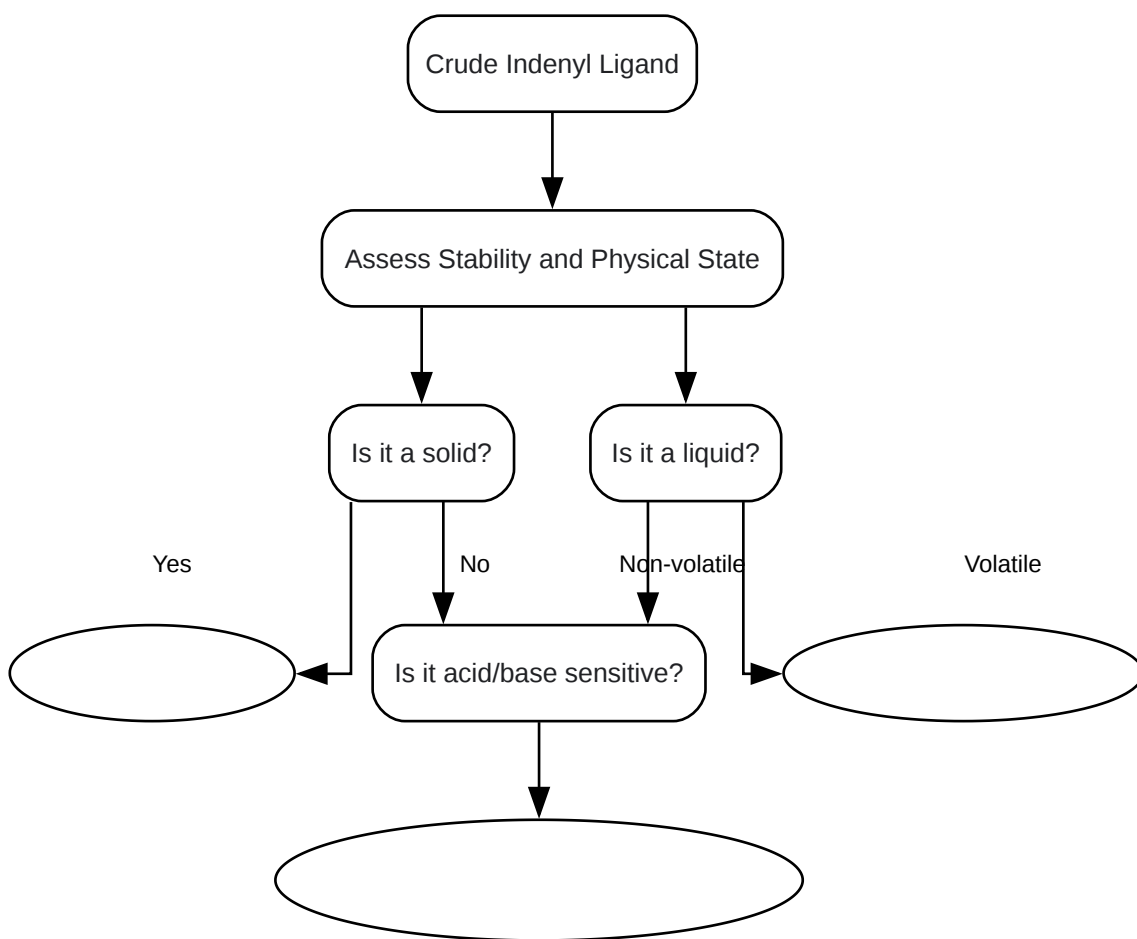 Crude Indenyl Ligand
Assess Stability and Physical State
Is it a solid?
Is it a liquid?
Yes
No
Non-volatile
Volatile
Is it acid/base sensitive?